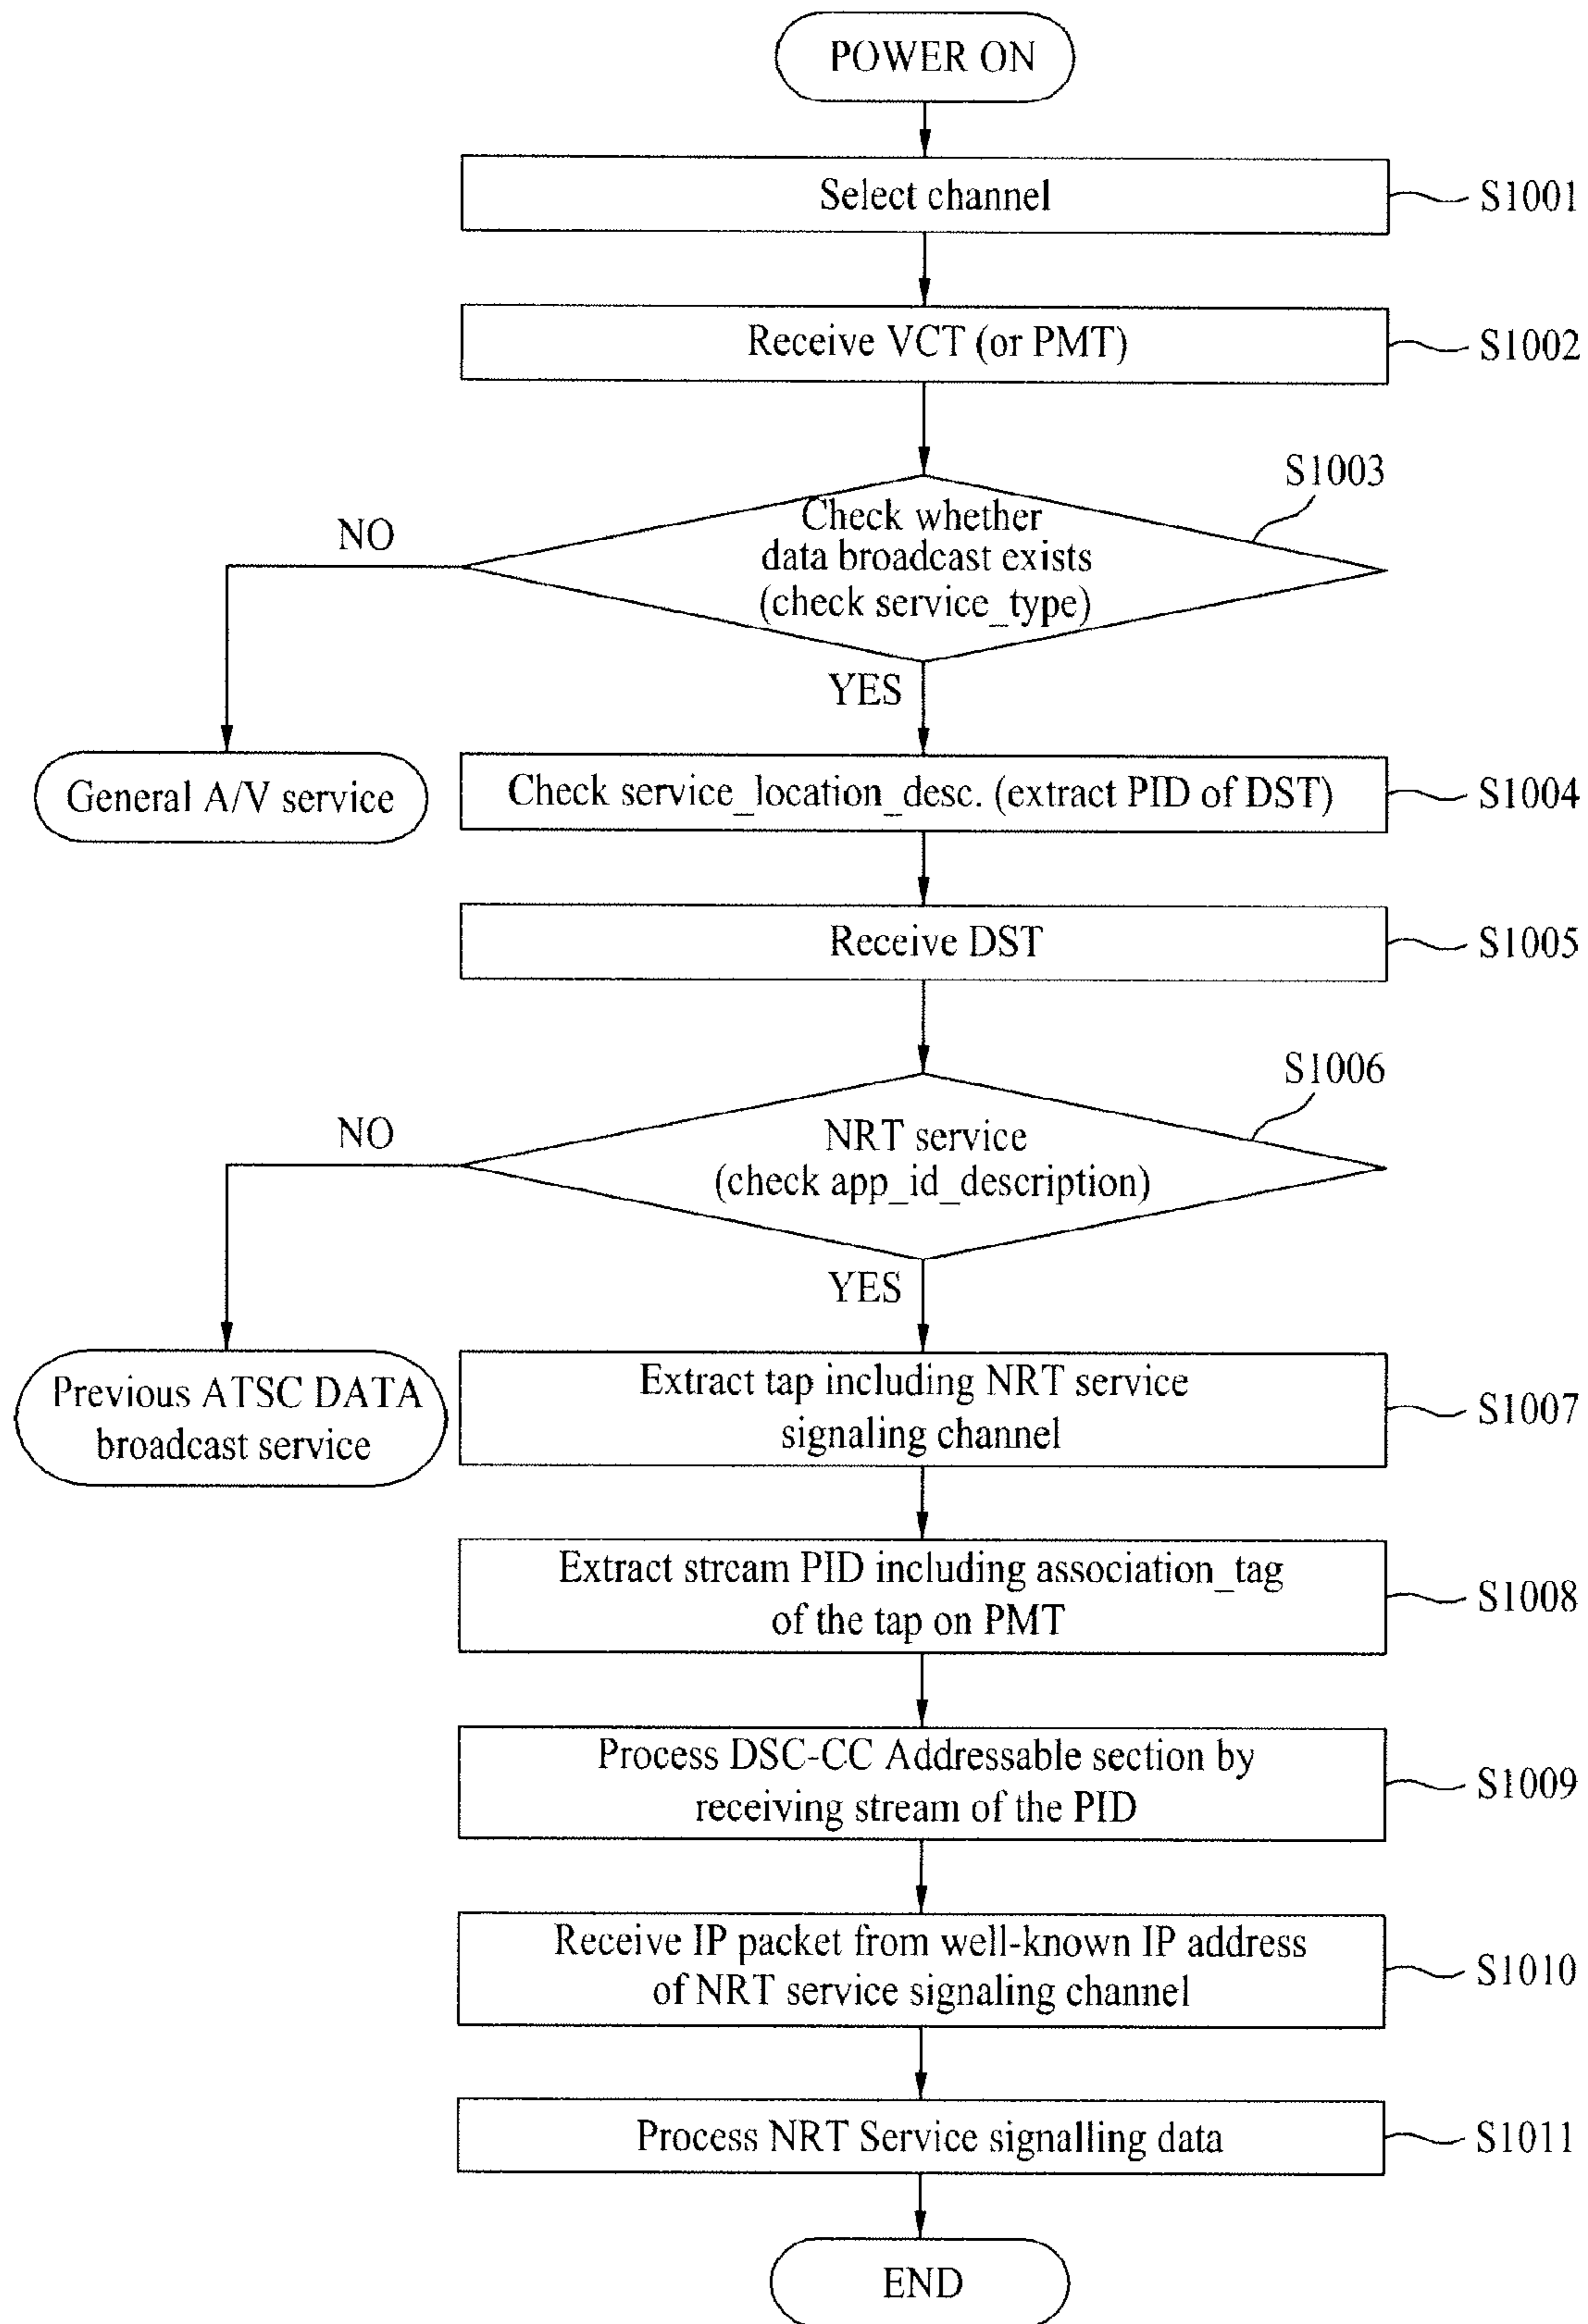 POWER ON
Select channel
S1001
Receive VCT (or PMT)
S1002
S1003
Check whether
data broadcast exists
(check service_type)
NO
YES
General A/V service
Check service_location_desc. (extract PID of DST)
S1004
Receive DST
S1005
S1006
NRT service
(check app_id_description)
NO
YES
Previous ATSC DATA
broadcast service
Extract tap including NRT service
signaling channel
S1007
Extract stream PID including association_tag
of the tap on PMT
S1008
Process DSC-CC Addressable section by
receiving stream of the PID
S1009
Receive IP packet from well-known IP address
of NRT service signaling channel
S1010
Process NRT Service signalling data
S1011
END